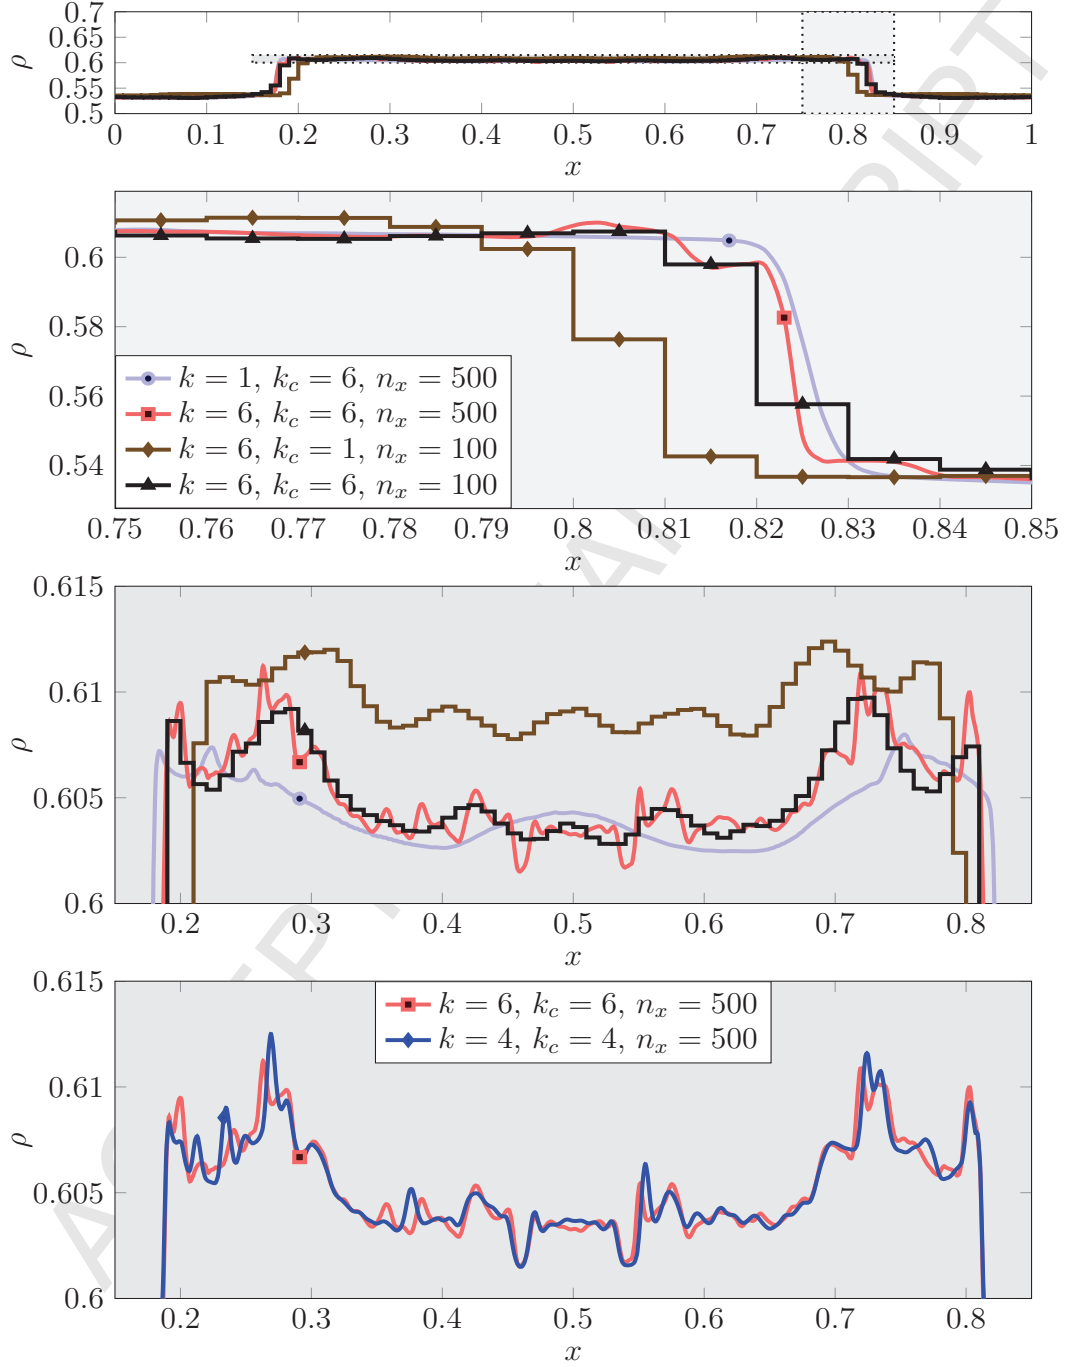 0.7
0.65
0.6
0.55
0.5
ρ
0 0.1 0.2 0.3 0.4 0.5 0.6 0.7 0.8 0.9 1
x
0.6
0.58
0.56
0.54
ρ
k = 1, k_c = 6, n_x = 500
k = 6, k_c = 6, n_x = 500
k = 6, k_c = 1, n_x = 100
k = 6, k_c = 6, n_x = 100
0.75 0.76 0.77 0.78 0.79 0.8 0.81 0.82 0.83 0.84 0.85
x
0.615
0.61
0.605
0.6
ρ
0.2 0.3 0.4 0.5 0.6 0.7 0.8
x
0.615
0.61
0.605
0.6
ρ
k = 6, k_c = 6, n_x = 500
k = 4, k_c = 4, n_x = 500
0.2 0.3 0.4 0.5 0.6 0.7 0.8
x